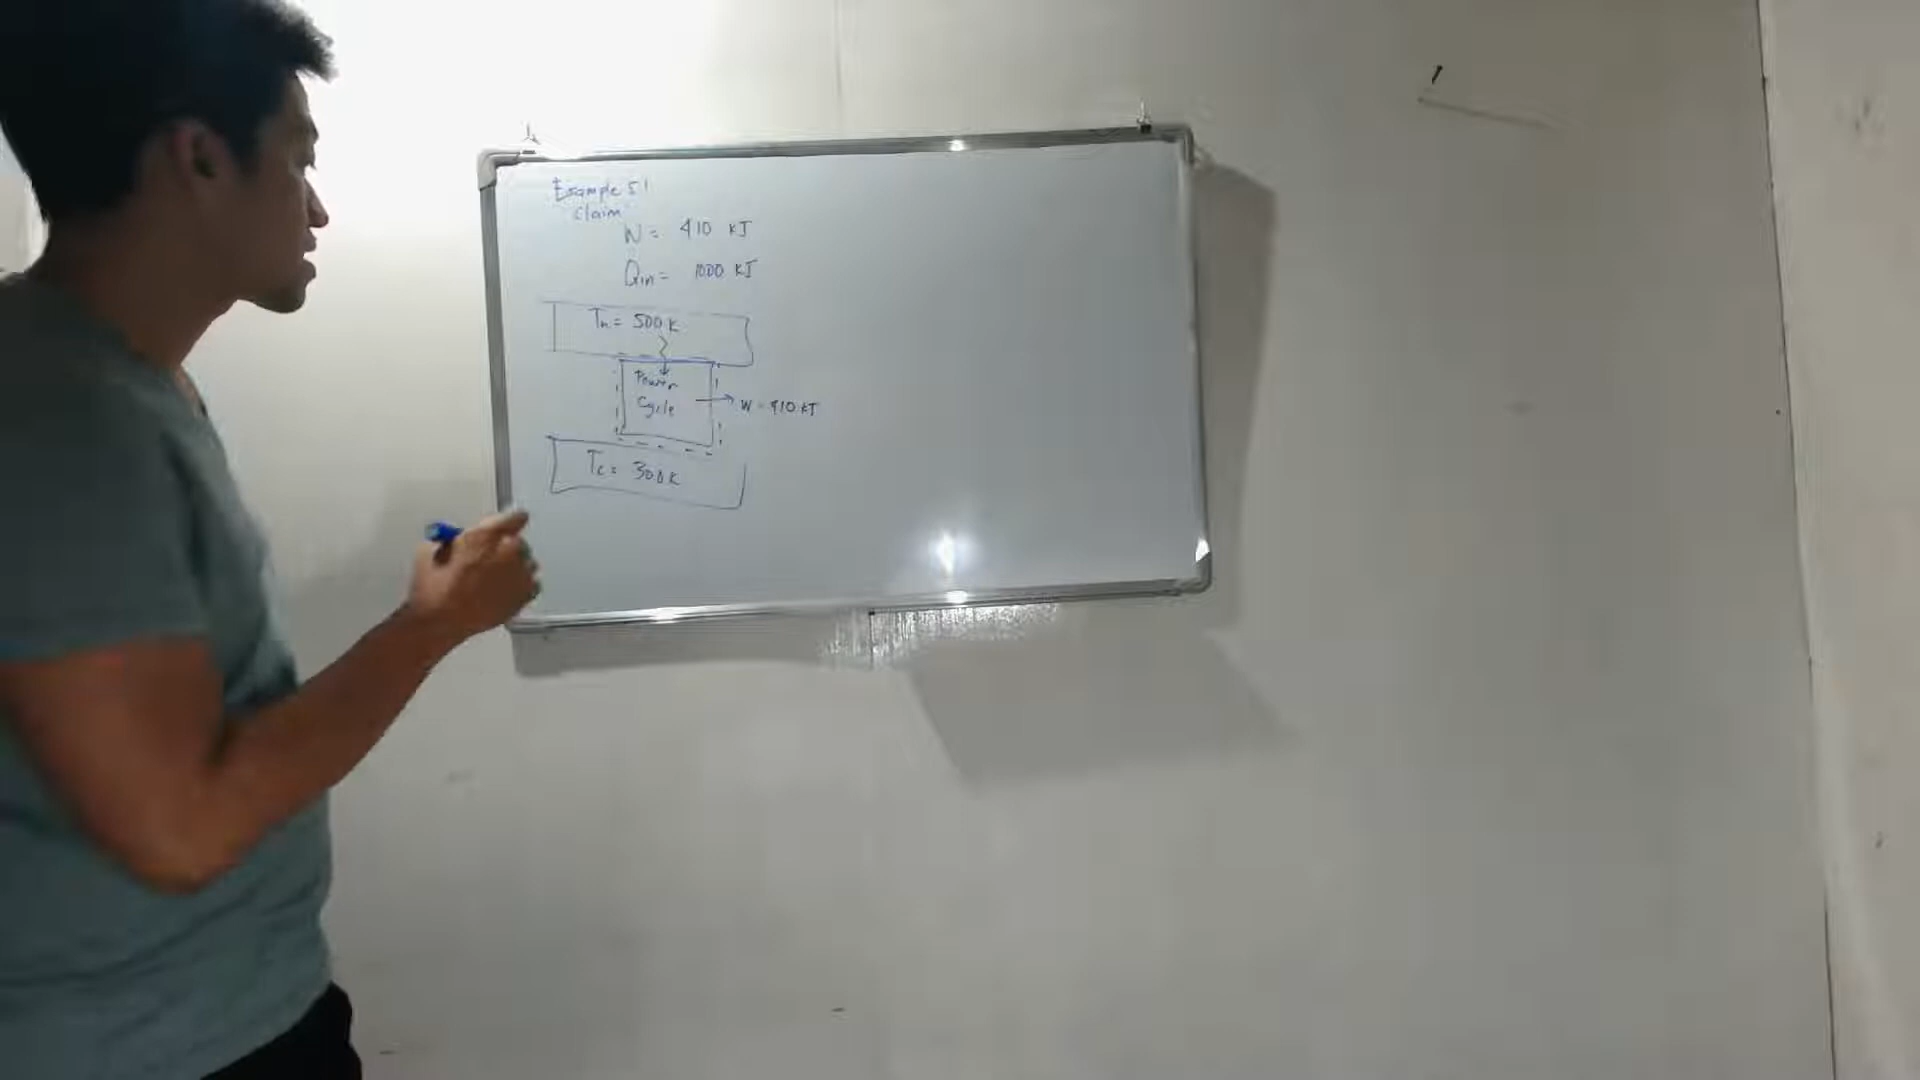 Example 5.1
Claim
W = 410 KJ
Qin = 1000 KJ
TH = 500 K
Power
Cycle
W = 410 KJ
Tc = 300 K